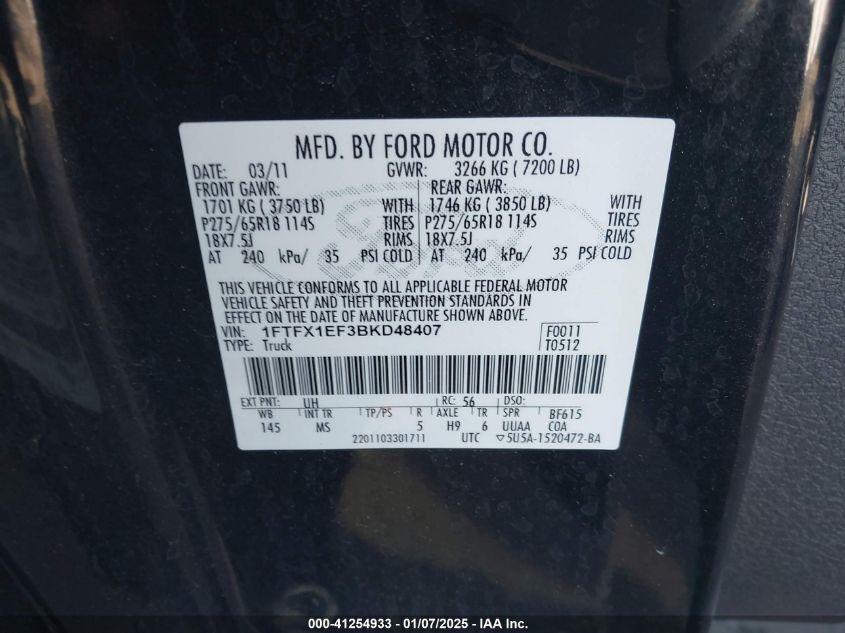 MFD. BY FORD MOTOR CO.
DATE: 03/11 GVWR: 3266 KG ( 7200 LB)
FRONT GAWR: REAR GAWR:
1701 KG ( 3750 LB) WITH 1746 KG ( 3850 LB) WITH
P275/65R18 114S TIRES P275/65R18 114S TIRES
18X7.5J RIMS 18X7.5J RIMS
AT 240 kPa/ 35 PSI COLD AT 240 kPa/ 35 PSI COLD
Ford
THIS VEHICLE CONFORMS TO ALL APPLICABLE FEDERAL MOTOR
VEHICLE SAFETY AND THEFT PREVENTION STANDARDS IN
EFFECT ON THE DATE OF MANUFACTURE SHOWN ABOVE.
VIN: 1FTFX1EF3BKD48407 F0011
TYPE: Truck T0512
EXT PNT: UH RC: 56 DSO:
WB INT TR TP/PS R AXLE TR SPR BF615
145 MS 5 H9 6 UUAA COA
2201103301711 UTC 5U5A-1520472-BA
000-41254933 - 01/07/2025 - IAA Inc.